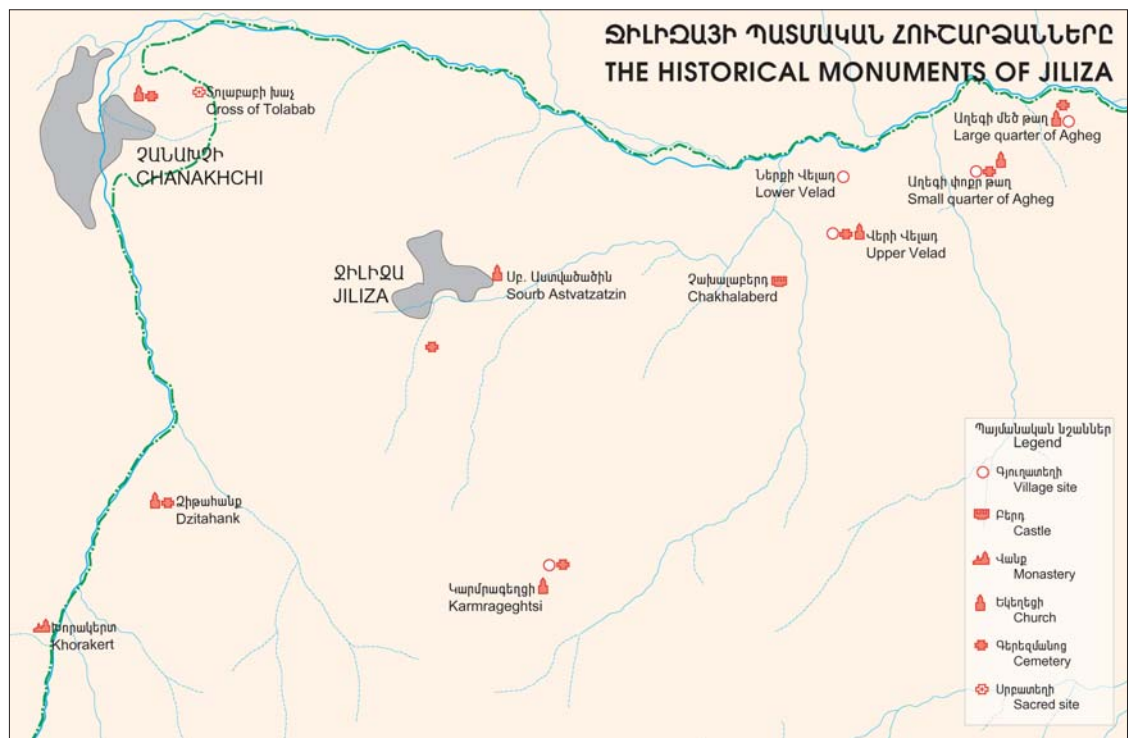 ՋԻԼԻԶԱՅԻ ՊԱՏՄԱԿԱՆ ՀՈՒՇԱՐՁԱՆՆԵՐԸ
THE HISTORICAL MONUMENTS OF JILIZA
Տոլաբաբի խաչ
Cross of Tolabab
ՉԱՆԱԽՉԻ
CHANAKHCHI
Աղեգի մեծ թաղ
Large quarter of Agheg
Ներքի Վելադ
Lower Velad
Աղեգի փոքր թաղ
Small quarter of Agheg
Վերի Վելադ
Upper Velad
ՋԻԼԻԶԱ
JILIZA
Սբ. Աստվածածին
Sourb Astvatzatzin
Չախալաբերդ
Chakhalaberd
Ձիթահանք
Dzitahank
Կարմրագեղցի
Karmrageghtsi
Խորակերտ
Khorakert
Պայմանական նշաններ
Legend
Գյուղատեղի
Village site
Բերդ
Castle
Վանք
Monastery
Եկեղեցի
Church
Գերեզմանոց
Cemetery
Սրբատեղի
Sacred site